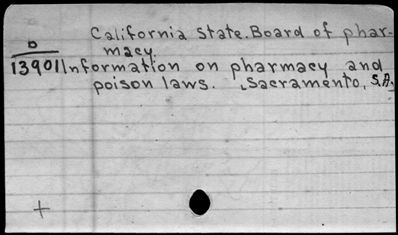 California State. Board of phar-
macy.
D
13901 Information on pharmacy and
poison laws. Sacramento, S.A.